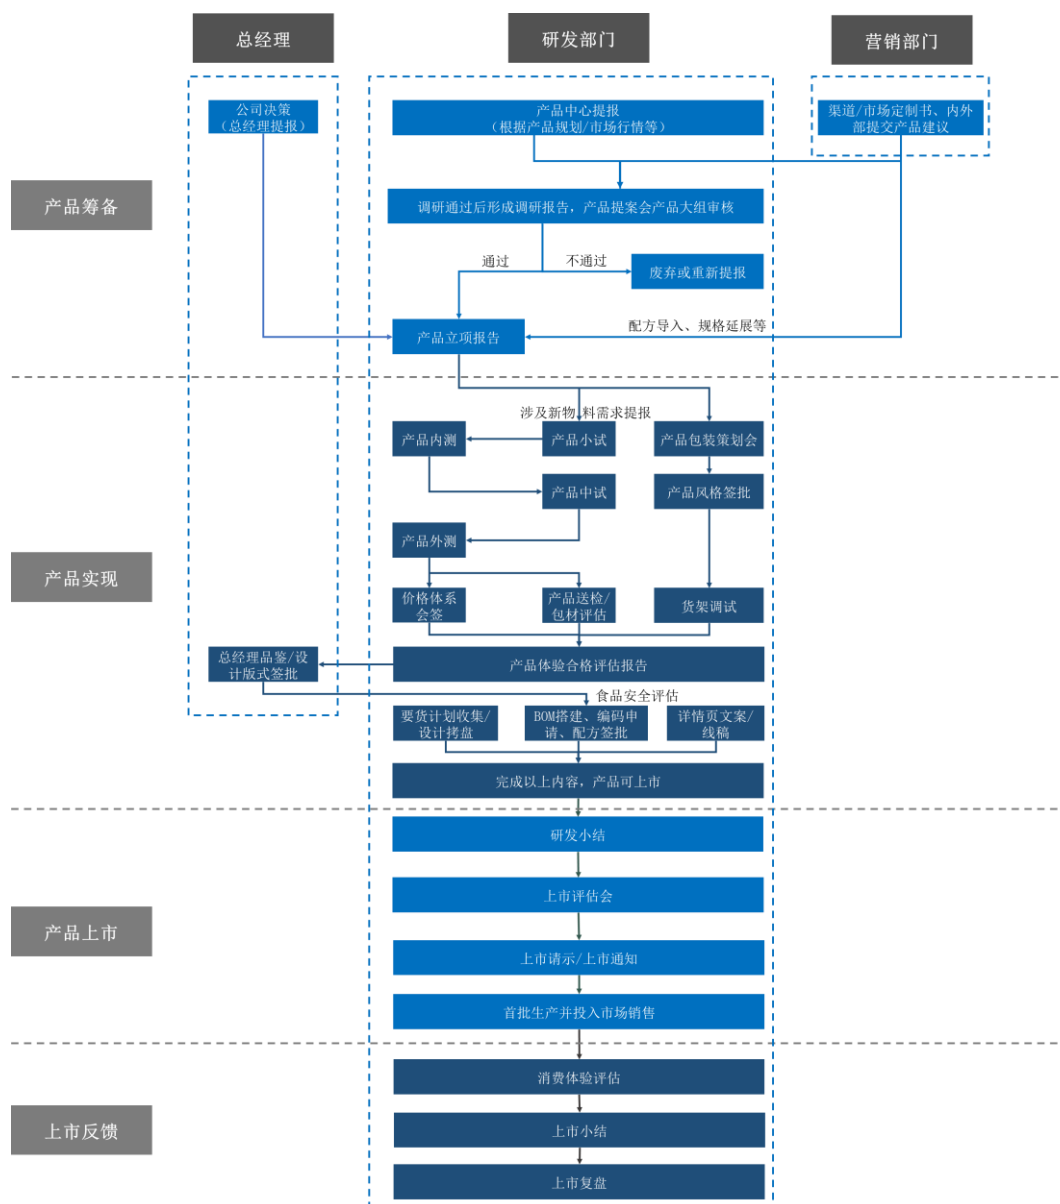 总经理
研发部门
营销部门
公司决策
（总经理提报）
产品中心提报
（根据产品规划/市场行情等）
渠道/市场定制书、内外
部提交产品建议
产品筹备
调研通过后形成调研报告，产品提案会产品大组审核
通过
不通过
废弃或重新提报
配方导入、规格延展等
产品立项报告
涉及新物 料需求提报
产品内测
产品小试
产品包装策划会
产品中试
产品风格签批
产品外测
产品实现
价格体系
会签
产品送检/
包材评估
货架调试
总经理品鉴/设
计版式签批
产品体验合格评估报告
食品安全评估
要货计划收集/
设计拷盘
BOM搭建、编码申
请、配方签批
详情页文案/
线稿
完成以上内容，产品可上市
研发小结
产品上市
上市评估会
上市请示/上市通知
首批生产并投入市场销售
消费体验评估
上市反馈
上市小结
上市复盘